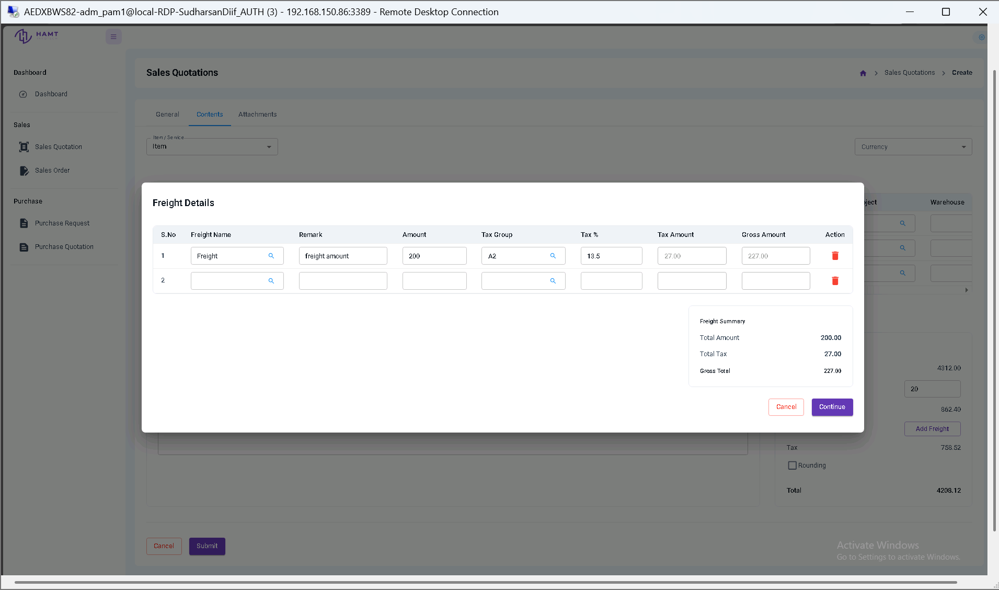 AEDXBWS82-adm_pam1@local-RDP-SudharsanDiif_AUTH (3) - 192.168.150.86:3389 - Remote Desktop Connection
HAMT
Dashboard
Dashboard
Sales
Sales Quotation
Sales Order
Purchase
Purchase Request
Purchase Quotation
Sales Quotations
Sales Quotations
Create
General
Contents
Attachments
Item / Service
Item
Currency
ject
Warehouse
Freight Details
S.No Freight Name Remark Amount Tax Group Tax % Tax Amount Gross Amount Action
1 Freight freight amount 200 A2 13.5 27.00 227.00
2
Freight Summary
Total Amount 200.00
Total Tax 27.00
Gross Total 227.00
Cancel
Continue
4312.00
20
862.40
Add Freight
Tax 758.52
Rounding
Total 4208.12
Cancel
Submit
Activate Windows
Go to Settings to activate Windows.